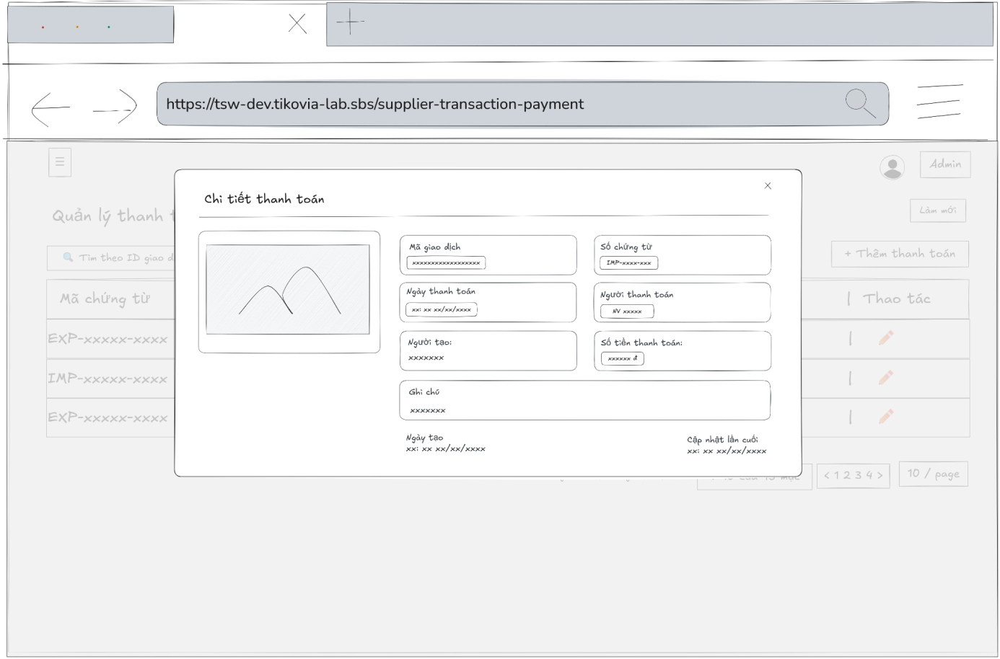 https://tsw-dev.tikovia-lab.sbs/supplier-transaction-payment
Admin
Chi tiết thanh toán
Quản lý thanh
Làm mới
Tìm theo ID giao
+ Thêm thanh toán
Mã giao dịch
xxxxxxxxxxxxxxxxxx
Số chứng từ
IMP-xxxx-xxx
Mã chứng từ
| Thao tác
Ngày thanh toán
xx: xx xx/xx/xxxx
Người thanh toán
NV xxxxx
EXP-xxxxx-xxxx
|
Người tạo:
xxxxxxx
Số tiền thanh toán:
xxxxxx đ
IMP-xxxxx-xxxx
|
Ghi chú
xxxxxxx
EXP-xxxxx-xxxx
|
Ngày tạo
xx: xx xx/xx/xxxx
Cập nhật lần cuối
xx: xx xx/xx/xxxx
< 1 2 3 4 >
10 / page